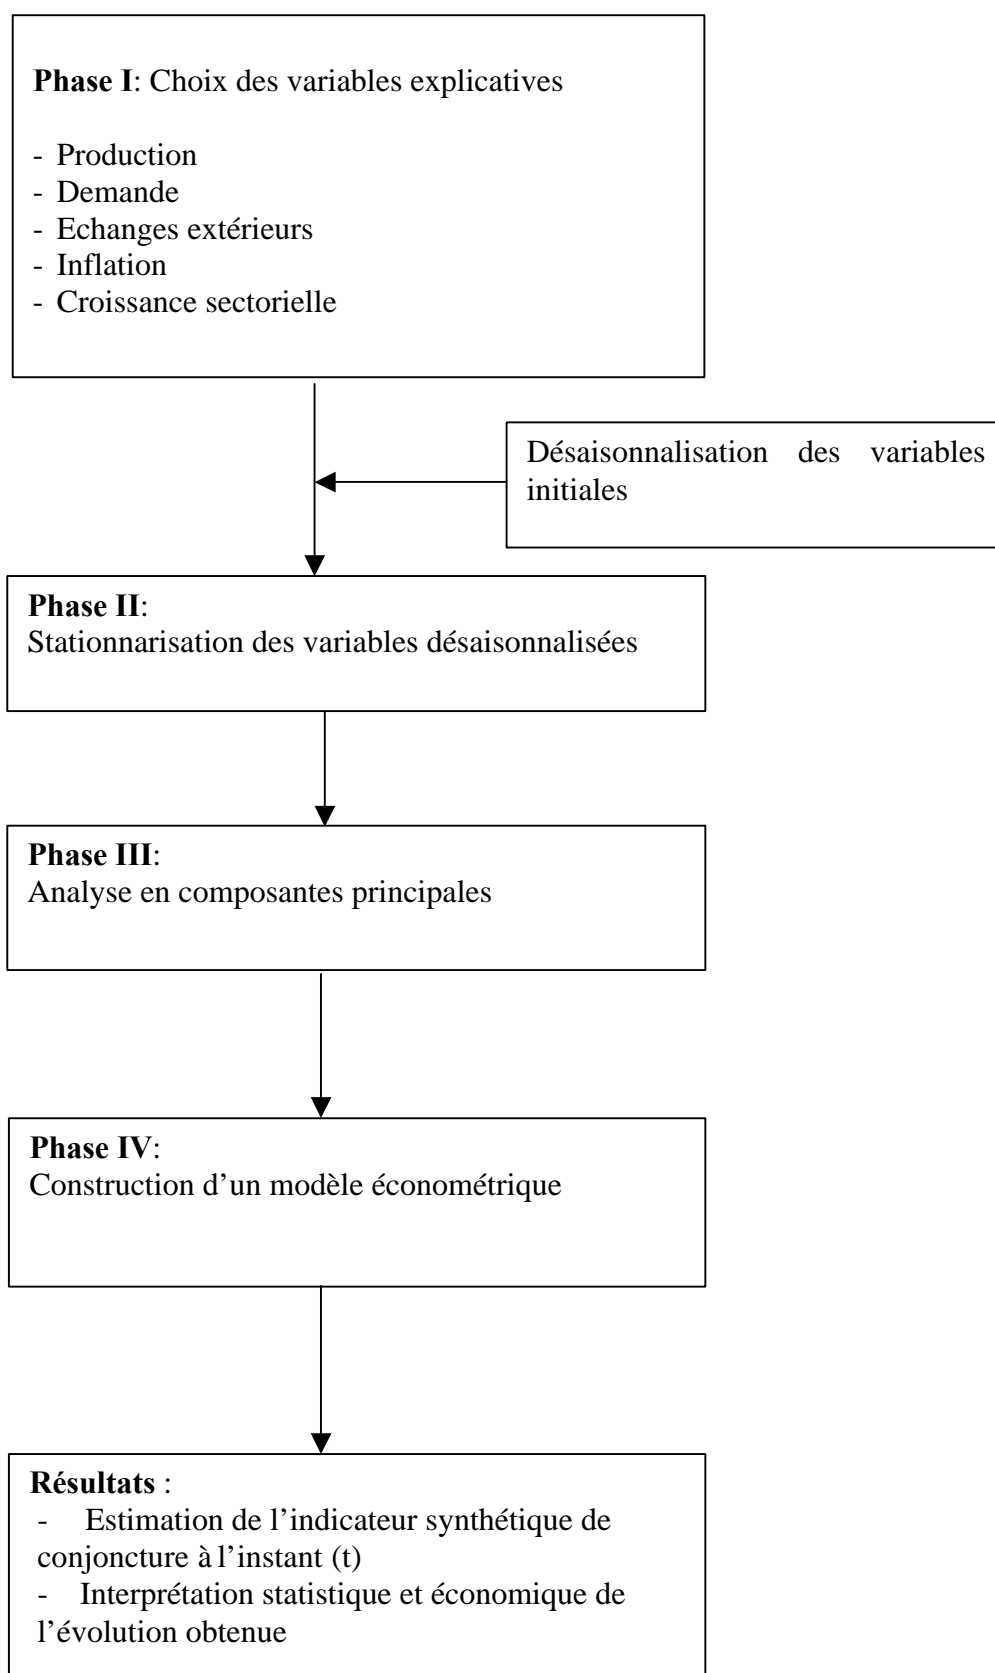 Phase I: Choix des variables explicatives
- Production
- Demande
- Echanges extérieurs
- Inflation
- Croissance sectorielle
Désaisonnalisation des variables
initiales
Phase II:
Stationnarisation des variables désaisonnalisées
Phase III:
Analyse en composantes principales
Phase IV:
Construction d’un modèle économétrique
Résultats :
- Estimation de l’indicateur synthétique de
conjoncture à l’instant (t)
- Interprétation statistique et économique de
l’évolution obtenue